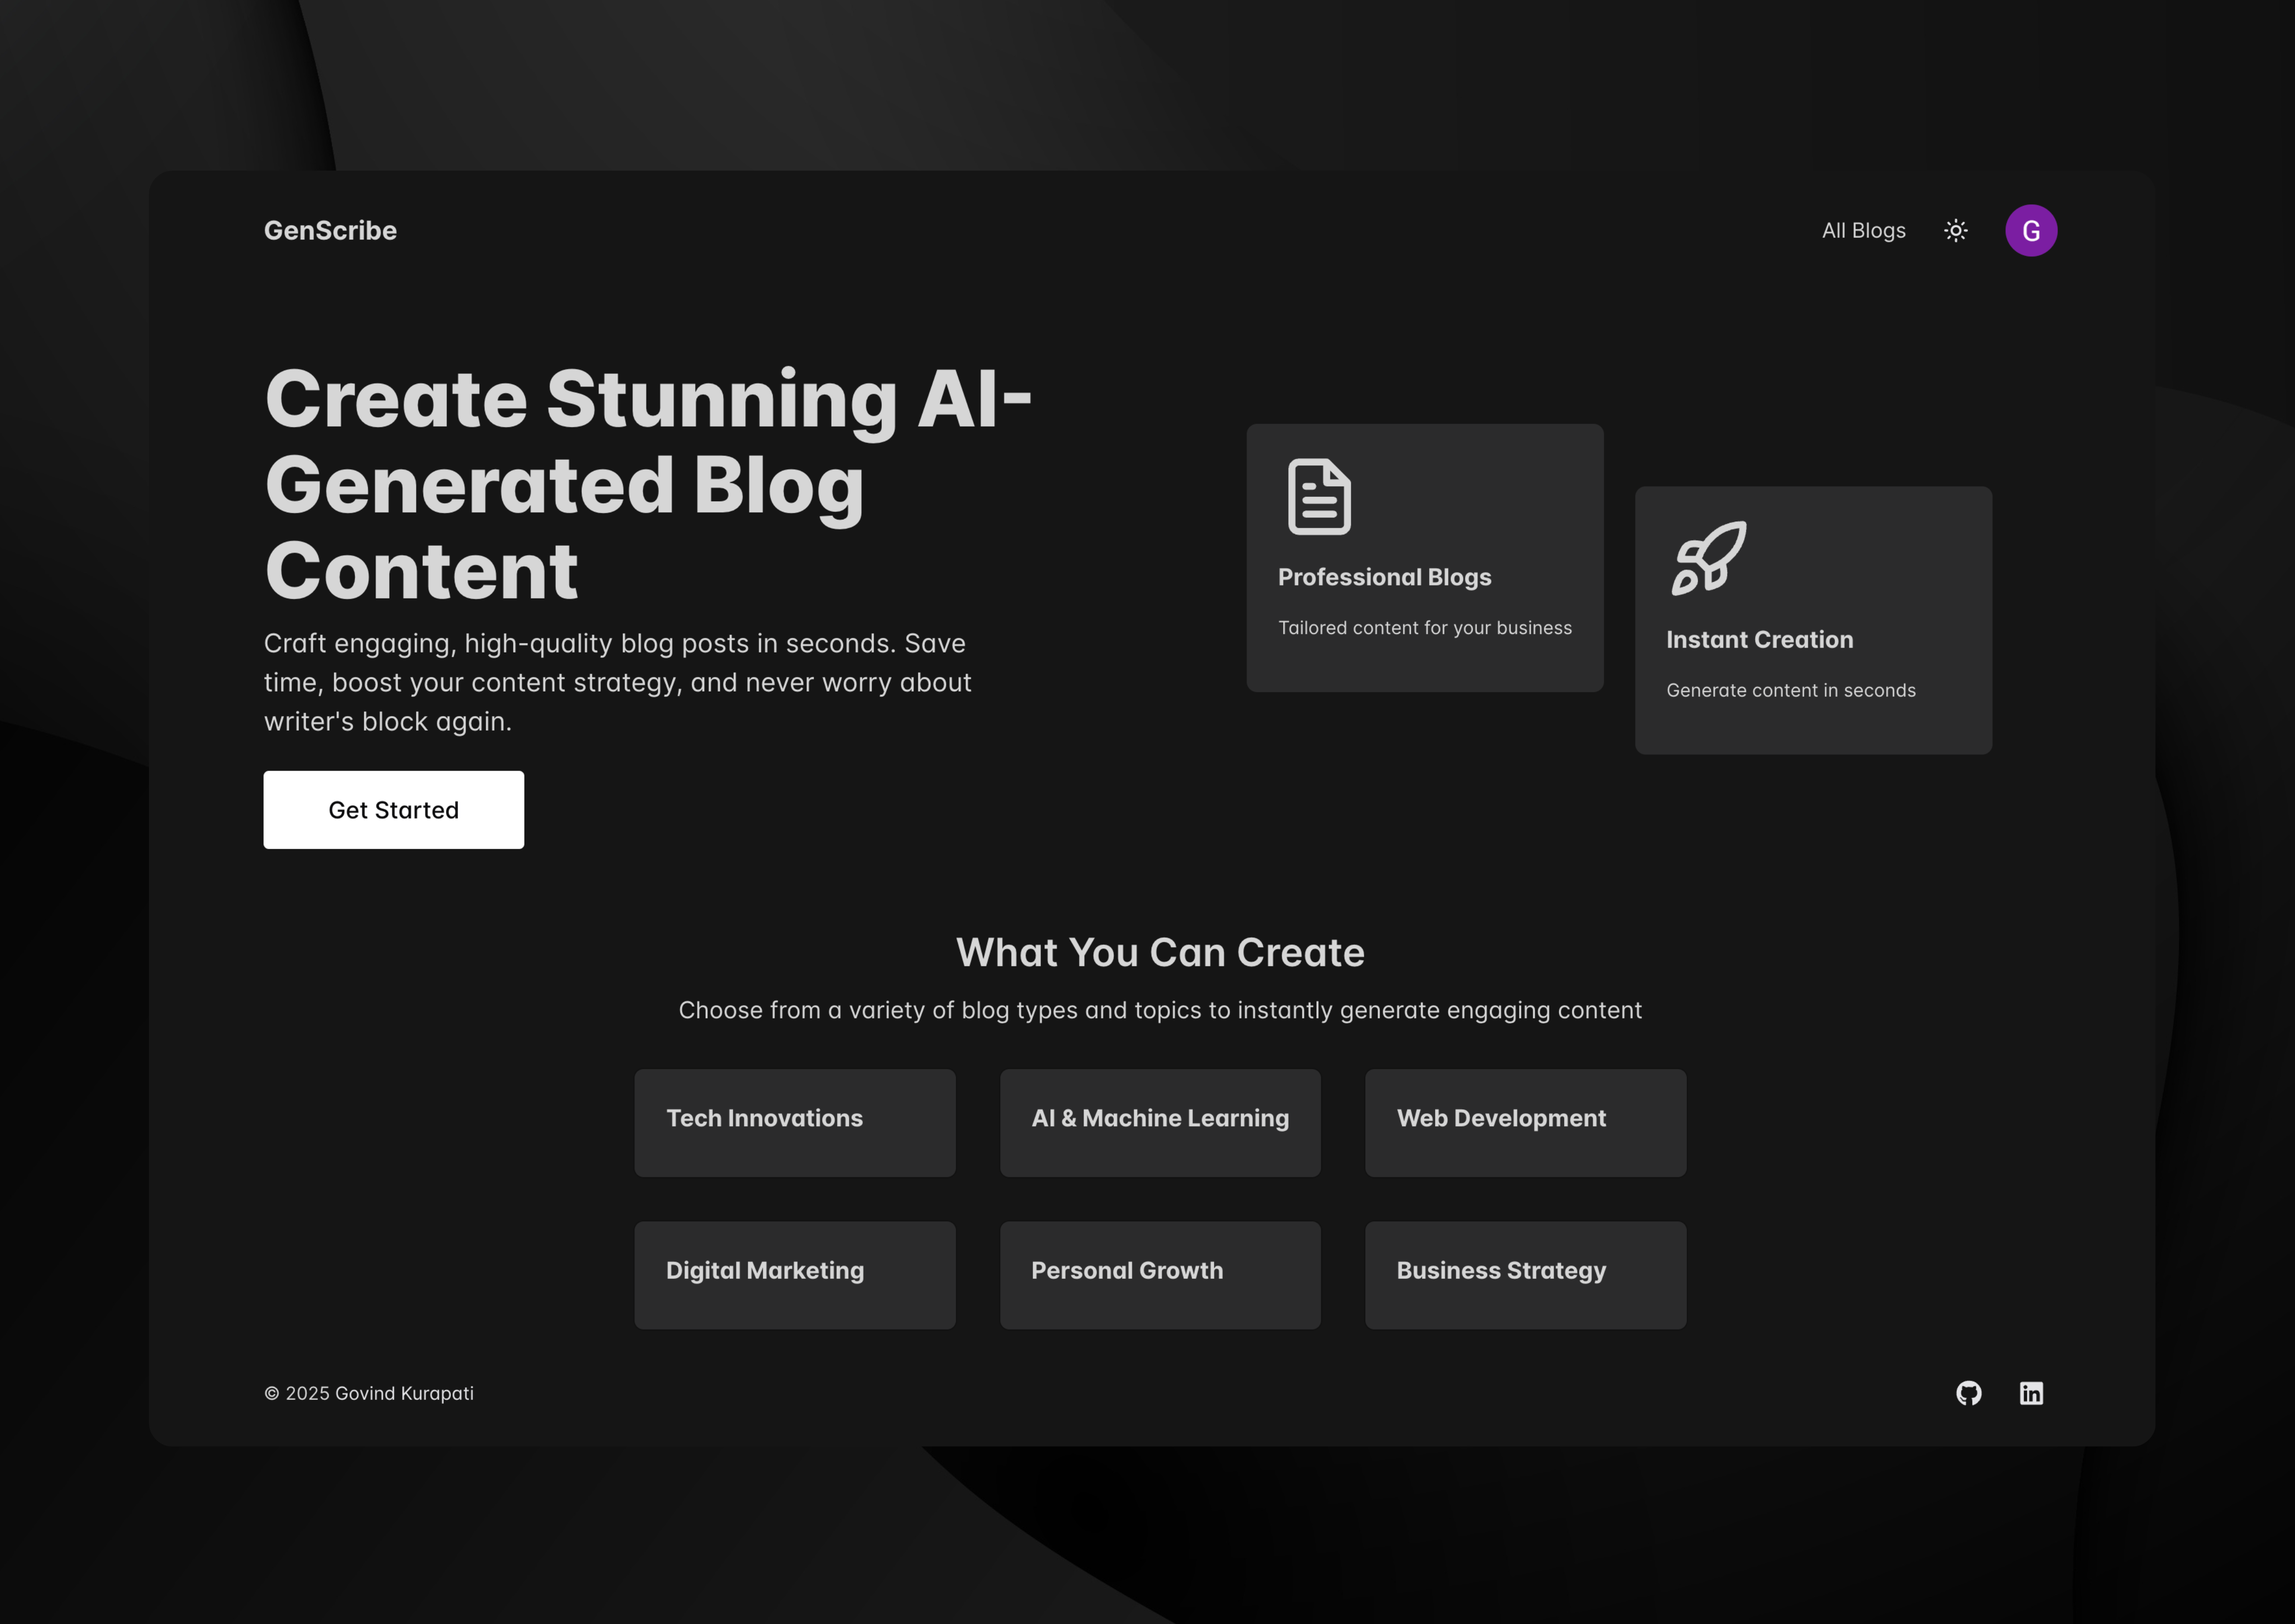 GenScribe
All Blogs
G
Create Stunning AI-
Generated Blog
Content
Craft engaging, high-quality blog posts in seconds. Save
time, boost your content strategy, and never worry about
writer's block again.
Get Started
Professional Blogs
Tailored content for your business
Instant Creation
Generate content in seconds
What You Can Create
Choose from a variety of blog types and topics to instantly generate engaging content
Tech Innovations
AI & Machine Learning
Web Development
Digital Marketing
Personal Growth
Business Strategy
© 2025 Govind Kurapati
in